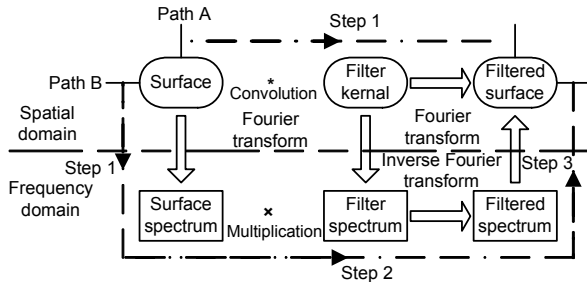 Path A
Step 1
Path B
Surface
*
Convolution
Filter
kernal
Filtered
surface
Spatial
domain
Fourier
transform
Fourier
transform
Step 1
Inverse Fourier
transform
Step 3
Frequency
domain
Surface
spectrum
×
Multiplication
Filter
spectrum
Filtered
spectrum
Step 2